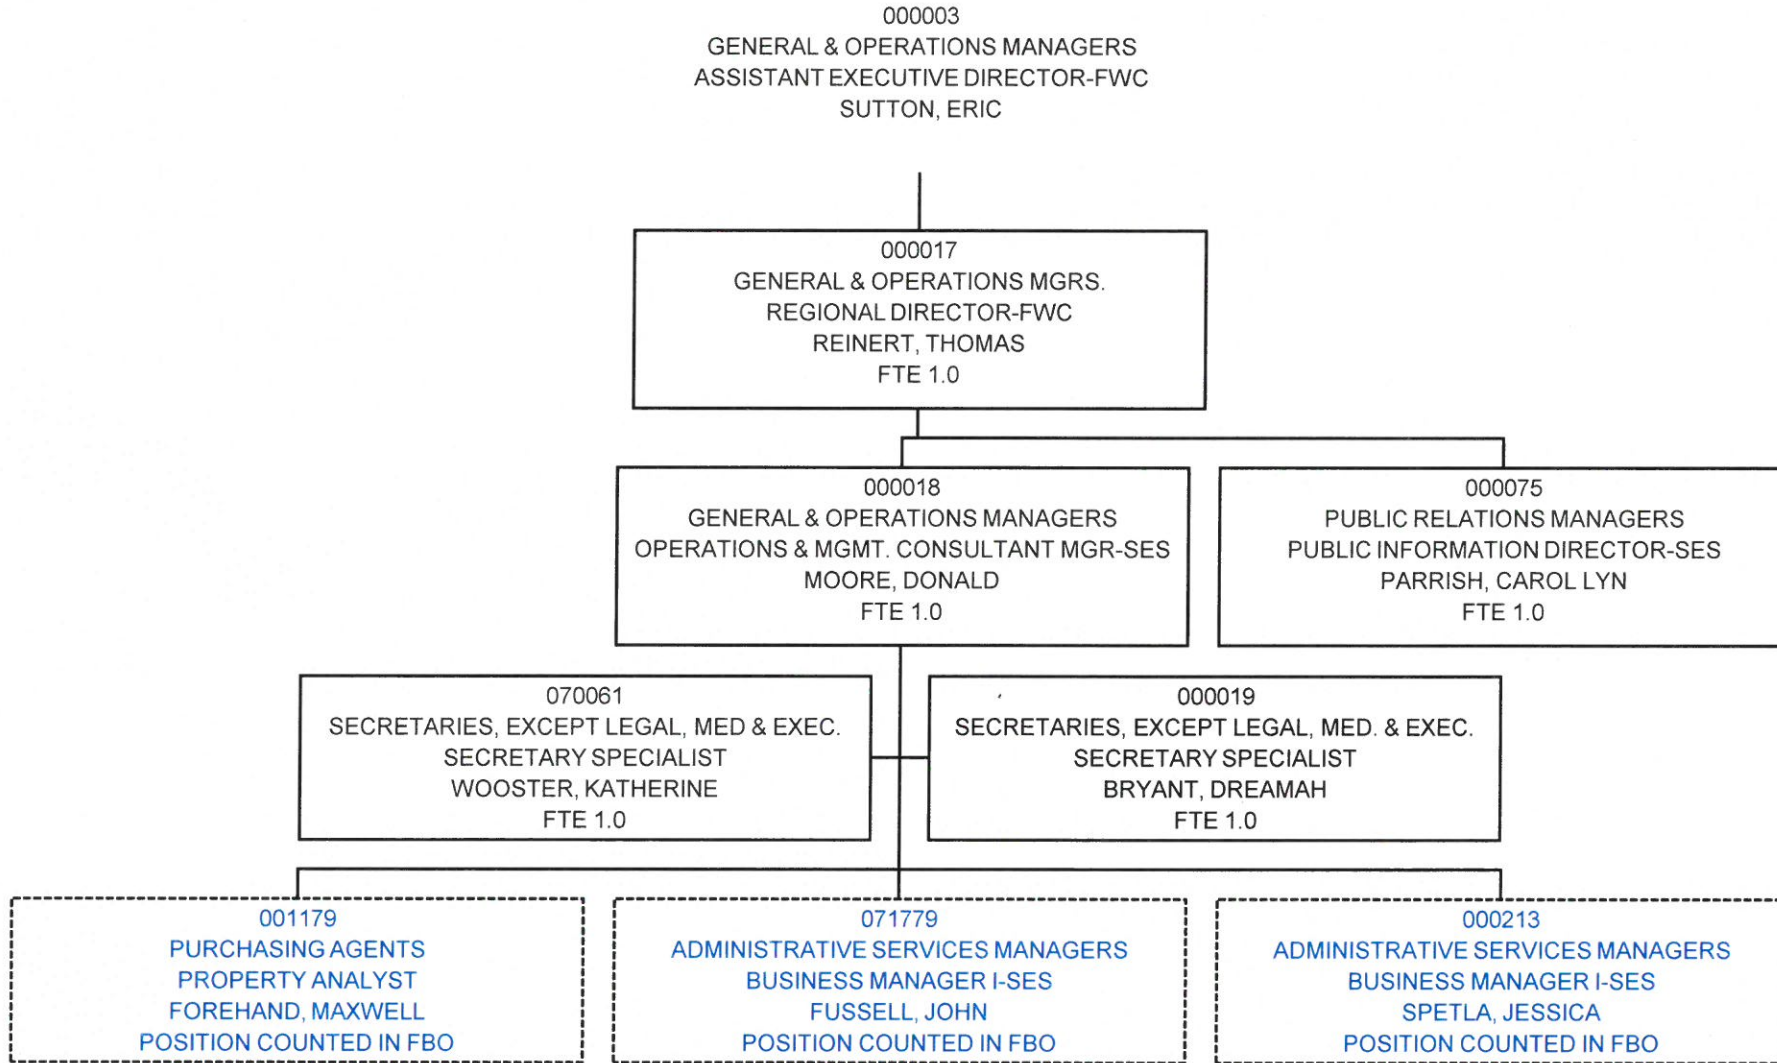 000003
GENERAL & OPERATIONS MANAGERS
ASSISTANT EXECUTIVE DIRECTOR-FWC
SUTTON, ERIC
000017
GENERAL & OPERATIONS MGRS.
REGIONAL DIRECTOR-FWC
REINERT, THOMAS
FTE 1.0
000018
GENERAL & OPERATIONS MANAGERS
OPERATIONS & MGMT. CONSULTANT MGR-SES
MOORE, DONALD
FTE 1.0
000075
PUBLIC RELATIONS MANAGERS
PUBLIC INFORMATION DIRECTOR-SES
PARRISH, CAROL LYN
FTE 1.0
070061
SECRETARIES, EXCEPT LEGAL, MED & EXEC.
SECRETARY SPECIALIST
WOOSTER, KATHERINE
FTE 1.0
000019
SECRETARIES, EXCEPT LEGAL, MED. & EXEC.
SECRETARY SPECIALIST
BRYANT, DREAMAH
FTE 1.0
001179
PURCHASING AGENTS
PROPERTY ANALYST
FOREHAND, MAXWELL
POSITION COUNTED IN FBO
071779
ADMINISTRATIVE SERVICES MANAGERS
BUSINESS MANAGER I-SES
FUSSELL, JOHN
POSITION COUNTED IN FBO
000213
ADMINISTRATIVE SERVICES MANAGERS
BUSINESS MANAGER I-SES
SPETLA, JESSICA
POSITION COUNTED IN FBO